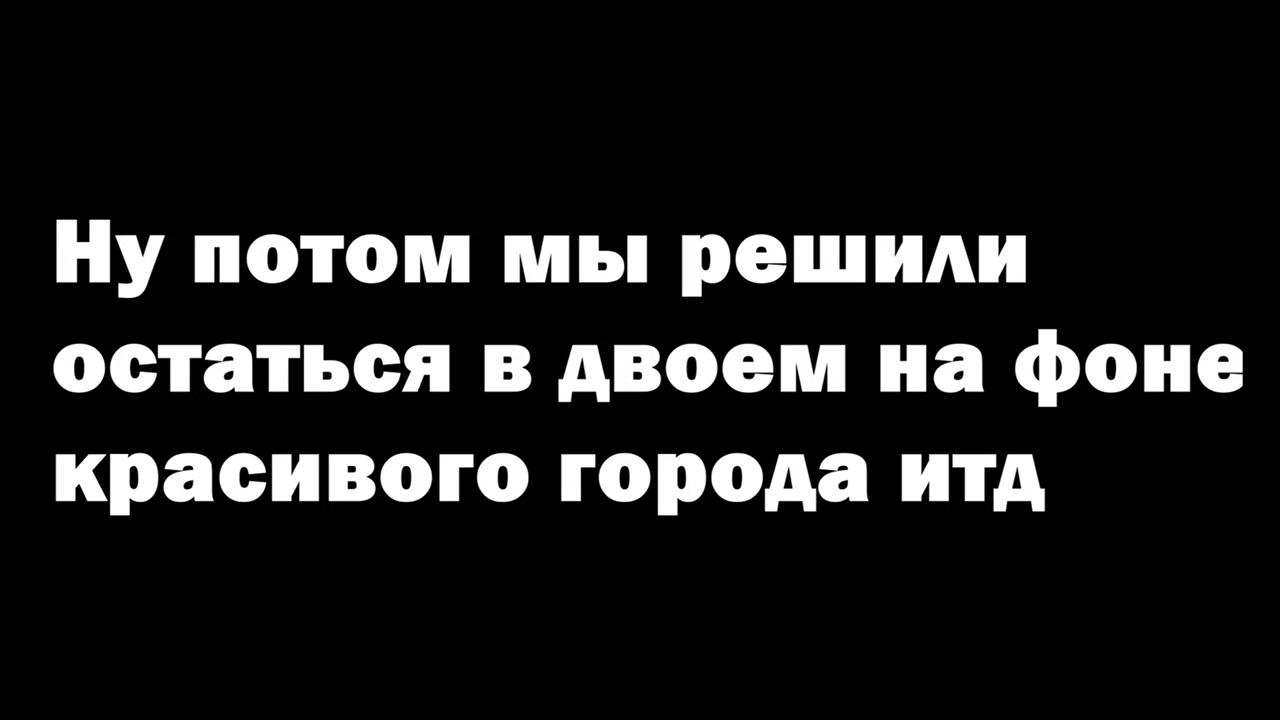 Ну потом мы решили
остаться в двоем на фоне
красивого города итд